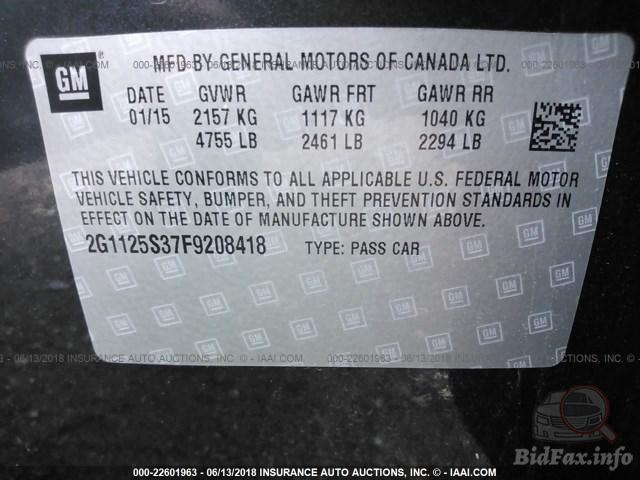 GM
MFD BY GENERAL MOTORS OF CANADA LTD.
DATE GVWR GAWR FRT GAWR RR
01/15 2157 KG 1117 KG 1040 KG
4755 LB 2461 LB 2294 LB
THIS VEHICLE CONFORMS TO ALL APPLICABLE U.S. FEDERAL MOTOR
VEHICLE SAFETY, BUMPER, AND THEFT PREVENTION STANDARDS IN
EFFECT ON THE DATE OF MANUFACTURE SHOWN ABOVE.
2G1125S37F9208418 TYPE: PASS CAR
000-22601963 - 06/13/2018 INSURANCE AUTO AUCTIONS, INC. © - IAAI.COM
BidFax.info